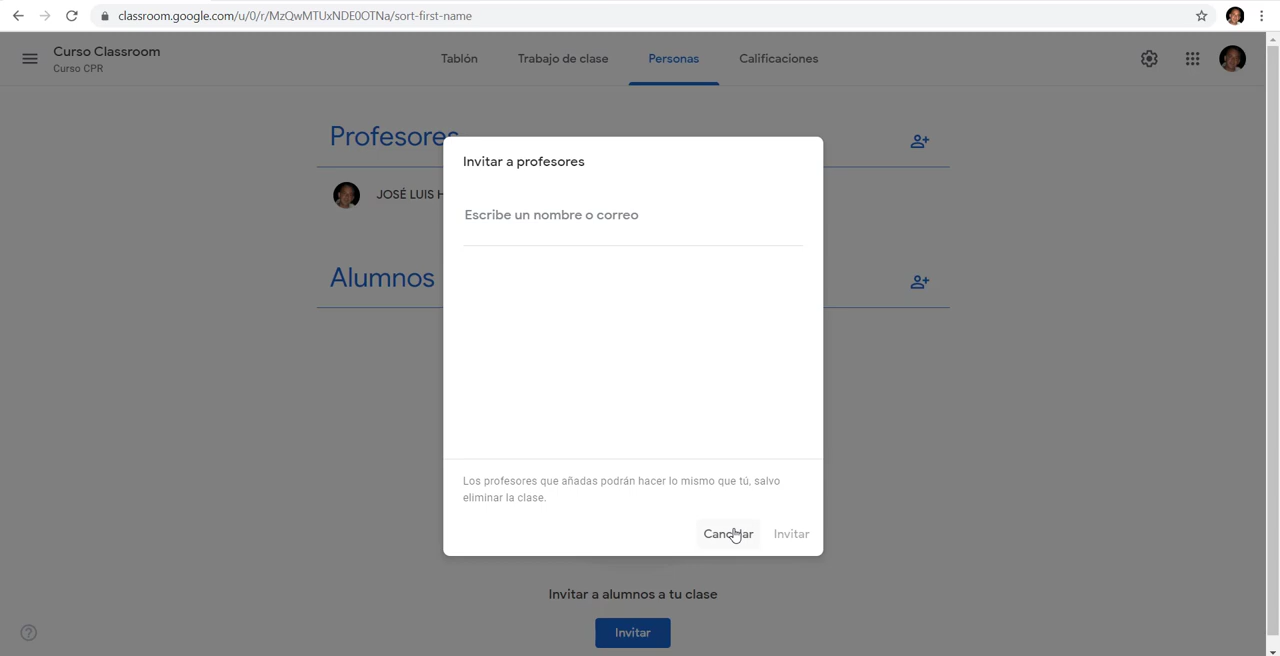 classroom.google.com/u/0/r/MzQwMTUxNDE0OTNa/sort-first-name
Curso Classroom
Curso CPR
Tablón
Trabajo de clase
Personas
Calificaciones
Profesores
JOSÉ LUIS H
Invitar a profesores
Escribe un nombre o correo
Alumnos
Los profesores que añadas podrán hacer lo mismo que tú, salvo
eliminar la clase.
Cancelar
Invitar
Invitar a alumnos a tu clase
Invitar